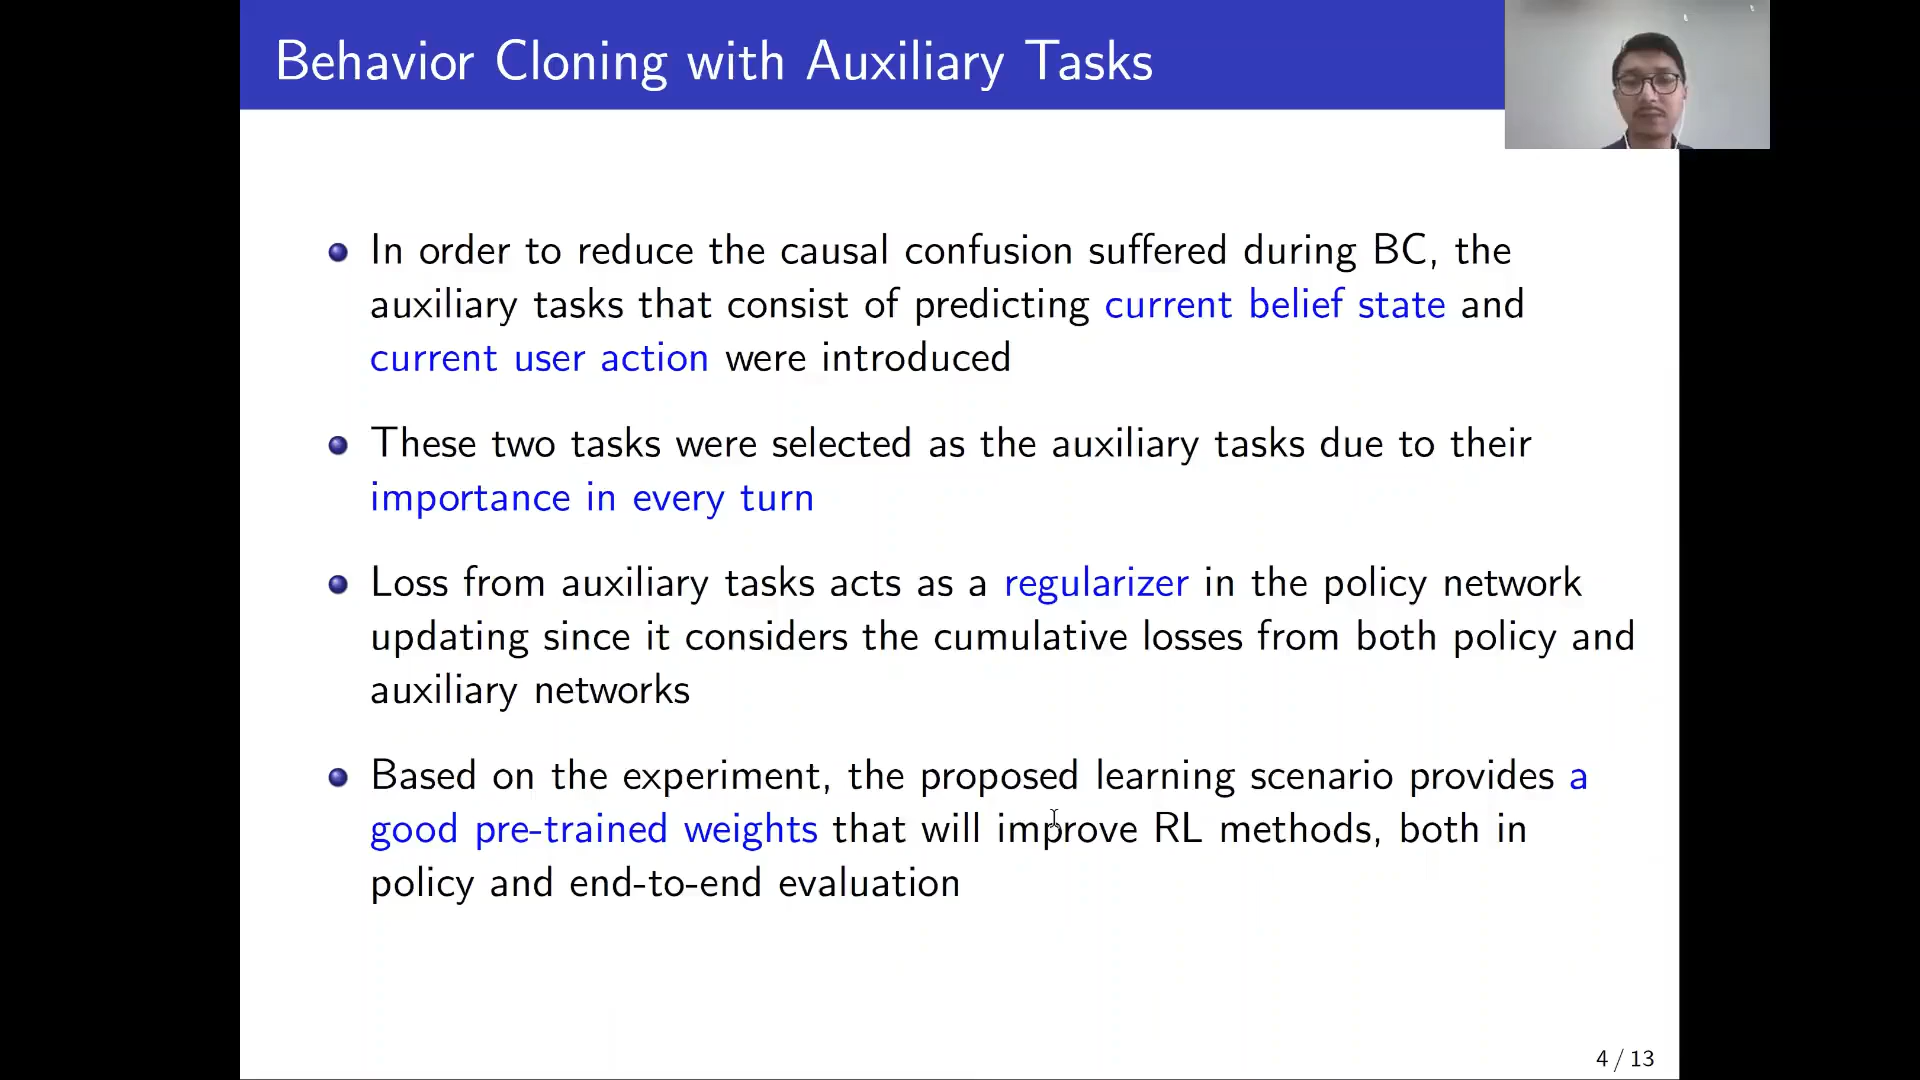 Behavior Cloning with Auxiliary Tasks
In order to reduce the causal confusion suffered during BC, the
auxiliary tasks that consist of predicting current belief state and
current user action were introduced
These two tasks were selected as the auxiliary tasks due to their
importance in every turn
Loss from auxiliary tasks acts as a regularizer in the policy network
updating since it considers the cumulative losses from both policy and
auxiliary networks
Based on the experiment, the proposed learning scenario provides a
good pre-trained weights that will improve RL methods, both in
policy and end-to-end evaluation
4 / 13